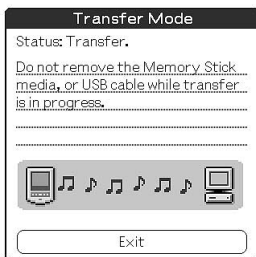 Transfer Mode
Status: Transfer.
Do not remove the Memory Stick
media, or USB cable while transfer
is in progress.
Exit